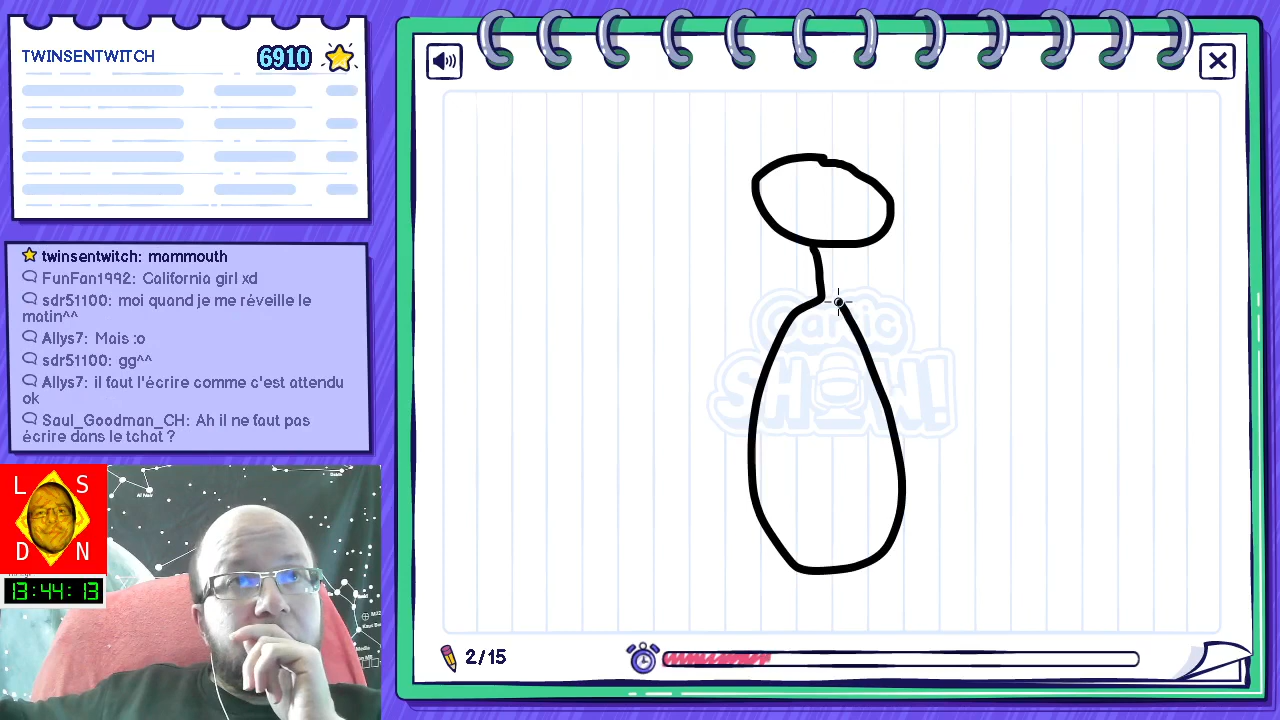 TWINSENTWITCH 6910
twinsentwitch: mammouth
FunFan1992: California girl xd
sdr51100: moi quand je me réveille le
matin^^
Allys7: Mais :o
sdr51100: gg^^
Allys7: il faut l'écrire comme c'est attendu
ok
Saul_Goodman_CH: Ah il ne faut pas
écrire dans le tchat ?
L S
D N
13:44:13
Gartic
SHOW!
2/15